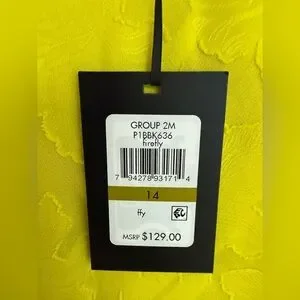 GROUP 2M
P1BBK636
firefly
7 94278 93171 4
14
ffy
MSRP $129.00